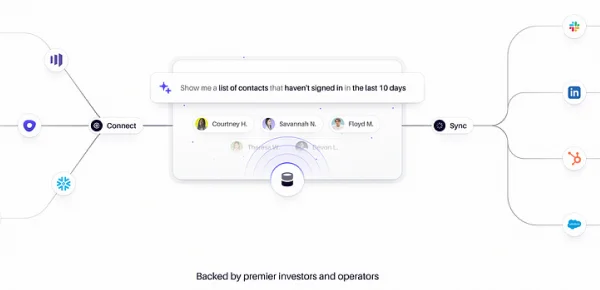 Show me a list of contacts that haven't signed in in the last 10 days
Courtney H.
Savannah N.
Floyd M.
Connect
Sync
Theresa W.
Backed by premier investors and operators